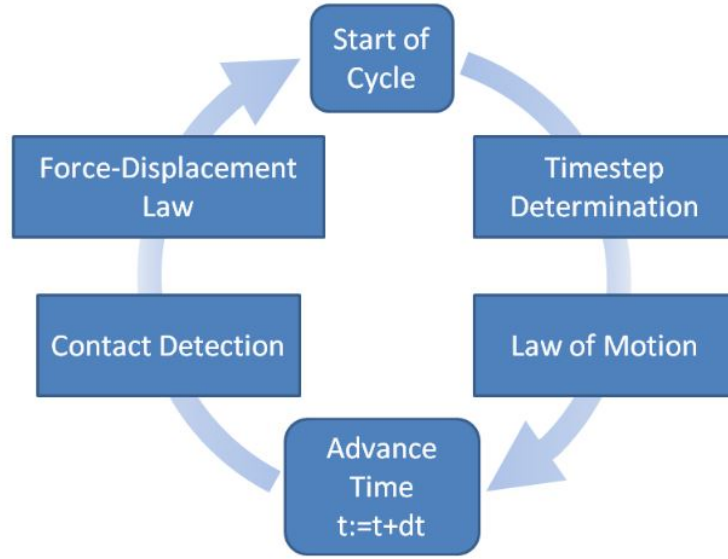 Start of
Cycle
Timestep
Determination
Law of Motion
Advance
Time
t:=t+dt
Contact Detection
Force-Displacement
Law